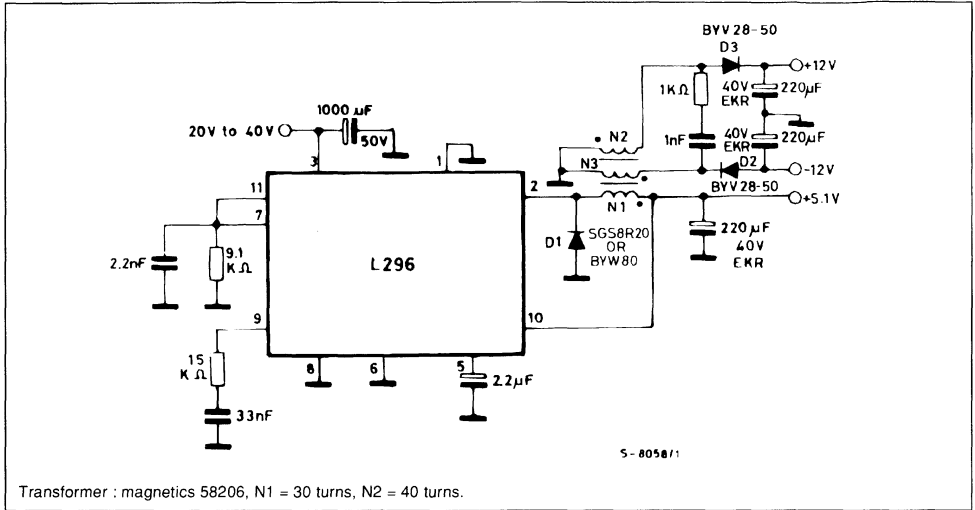 BYV 28-50
D3
+12V
1KΩ
40V
EKR
220µF
1000 µF
50V
20V to 40V
3
1
N2
1nF
40V
EKR
220µF
N3
D2
-12V
BYV 28-50
11
2
N1
+5.1V
7
D1
SGS8R20
OR
BYW80
220µF
40V
EKR
2.2nF
9.1
KΩ
L296
9
10
15
KΩ
8
6
5
2.2µF
33nF
S-8058/1
Transformer : magnetics 58206, N1 = 30 turns, N2 = 40 turns.